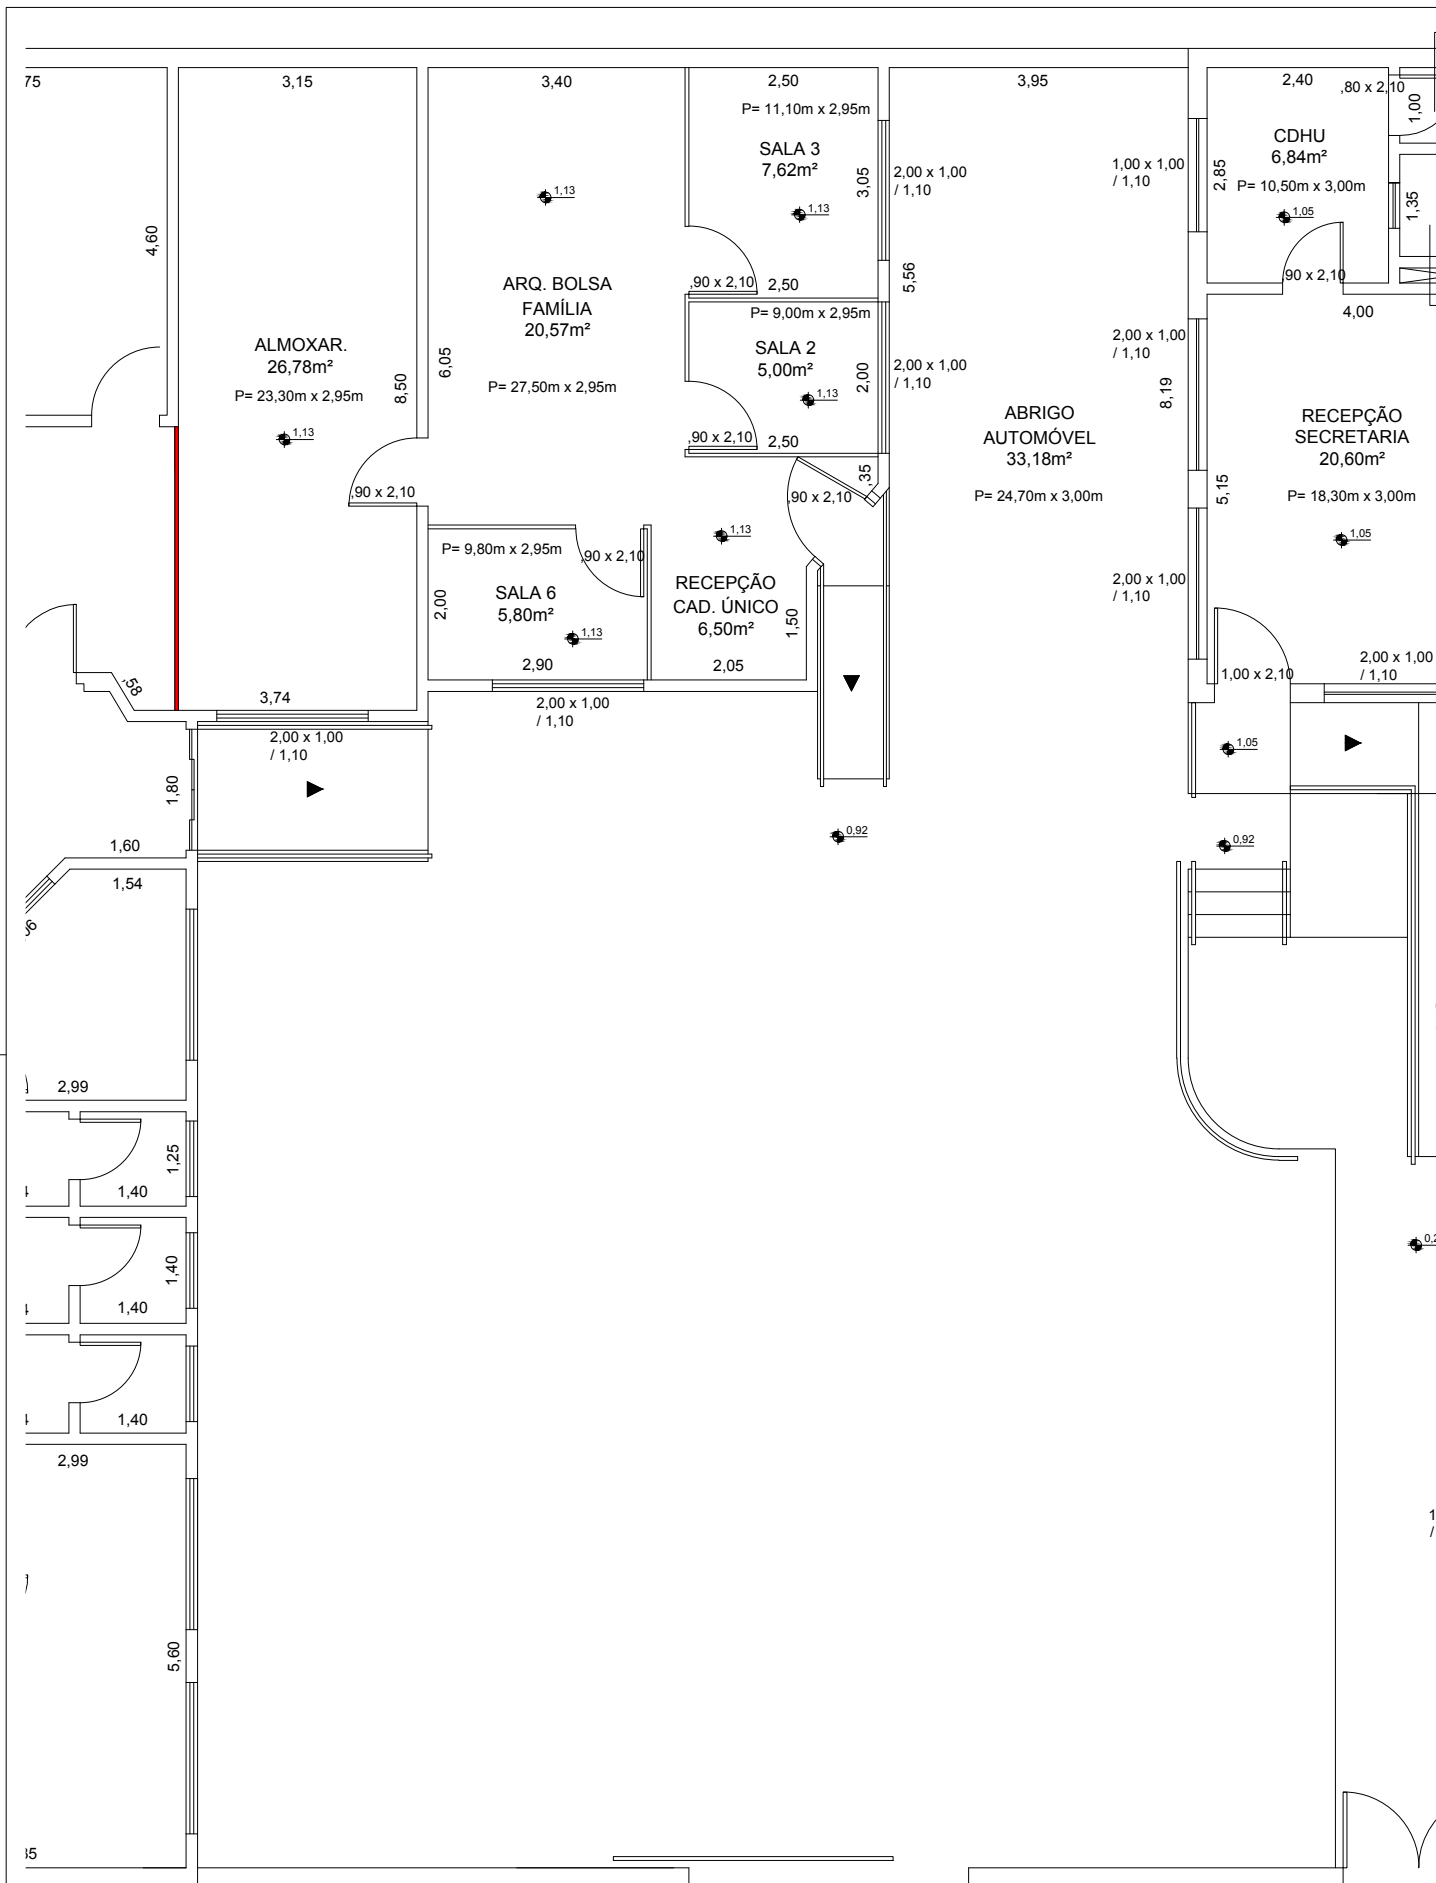 75
3,15
3,40
2,50
3,95
2,40
,80 x 2,10
1,00
P= 11,10m x 2,95m
SALA 3
7,62m²
3,05
1,13
2,00 x 1,00
/ 1,10
1,00 x 1,00
/ 1,10
CDHU
6,84m²
P= 10,50m x 3,00m
2,85
1,05
1,35
1,13
4,60
5,56
,90 x 2,10
2,50
,90 x 2,10
ARQ. BOLSA
FAMÍLIA
20,57m²
P= 27,50m x 2,95m
6,05
P= 9,00m x 2,95m
SALA 2
5,00m²
2,00
1,13
2,00 x 1,00
/ 1,10
2,00 x 1,00
/ 1,10
4,00
ALMOXAR.
26,78m²
P= 23,30m x 2,95m
8,50
1,13
,90 x 2,10
2,50
ABRIGO
AUTOMÓVEL
33,18m²
P= 24,70m x 3,00m
8,19
RECEPÇÃO
SECRETARIA
20,60m²
P= 18,30m x 3,00m
5,15
1,05
,90 x 2,10
,35
,90 x 2,10
1,13
P= 9,80m x 2,95m
,90 x 2,10
SALA 6
5,80m²
2,00
1,13
2,90
RECEPÇÃO
CAD. ÚNICO
6,50m²
1,50
2,05
2,00 x 1,00
/ 1,10
2,00 x 1,00
/ 1,10
1,00 x 2,10
,58
3,74
2,00 x 1,00
/ 1,10
2,00 x 1,00
/ 1,10
1,05
1,80
0,92
0,92
1,60
1,54
2,99
1,25
1,40
1,40
1,40
1,40
2,99
5,60